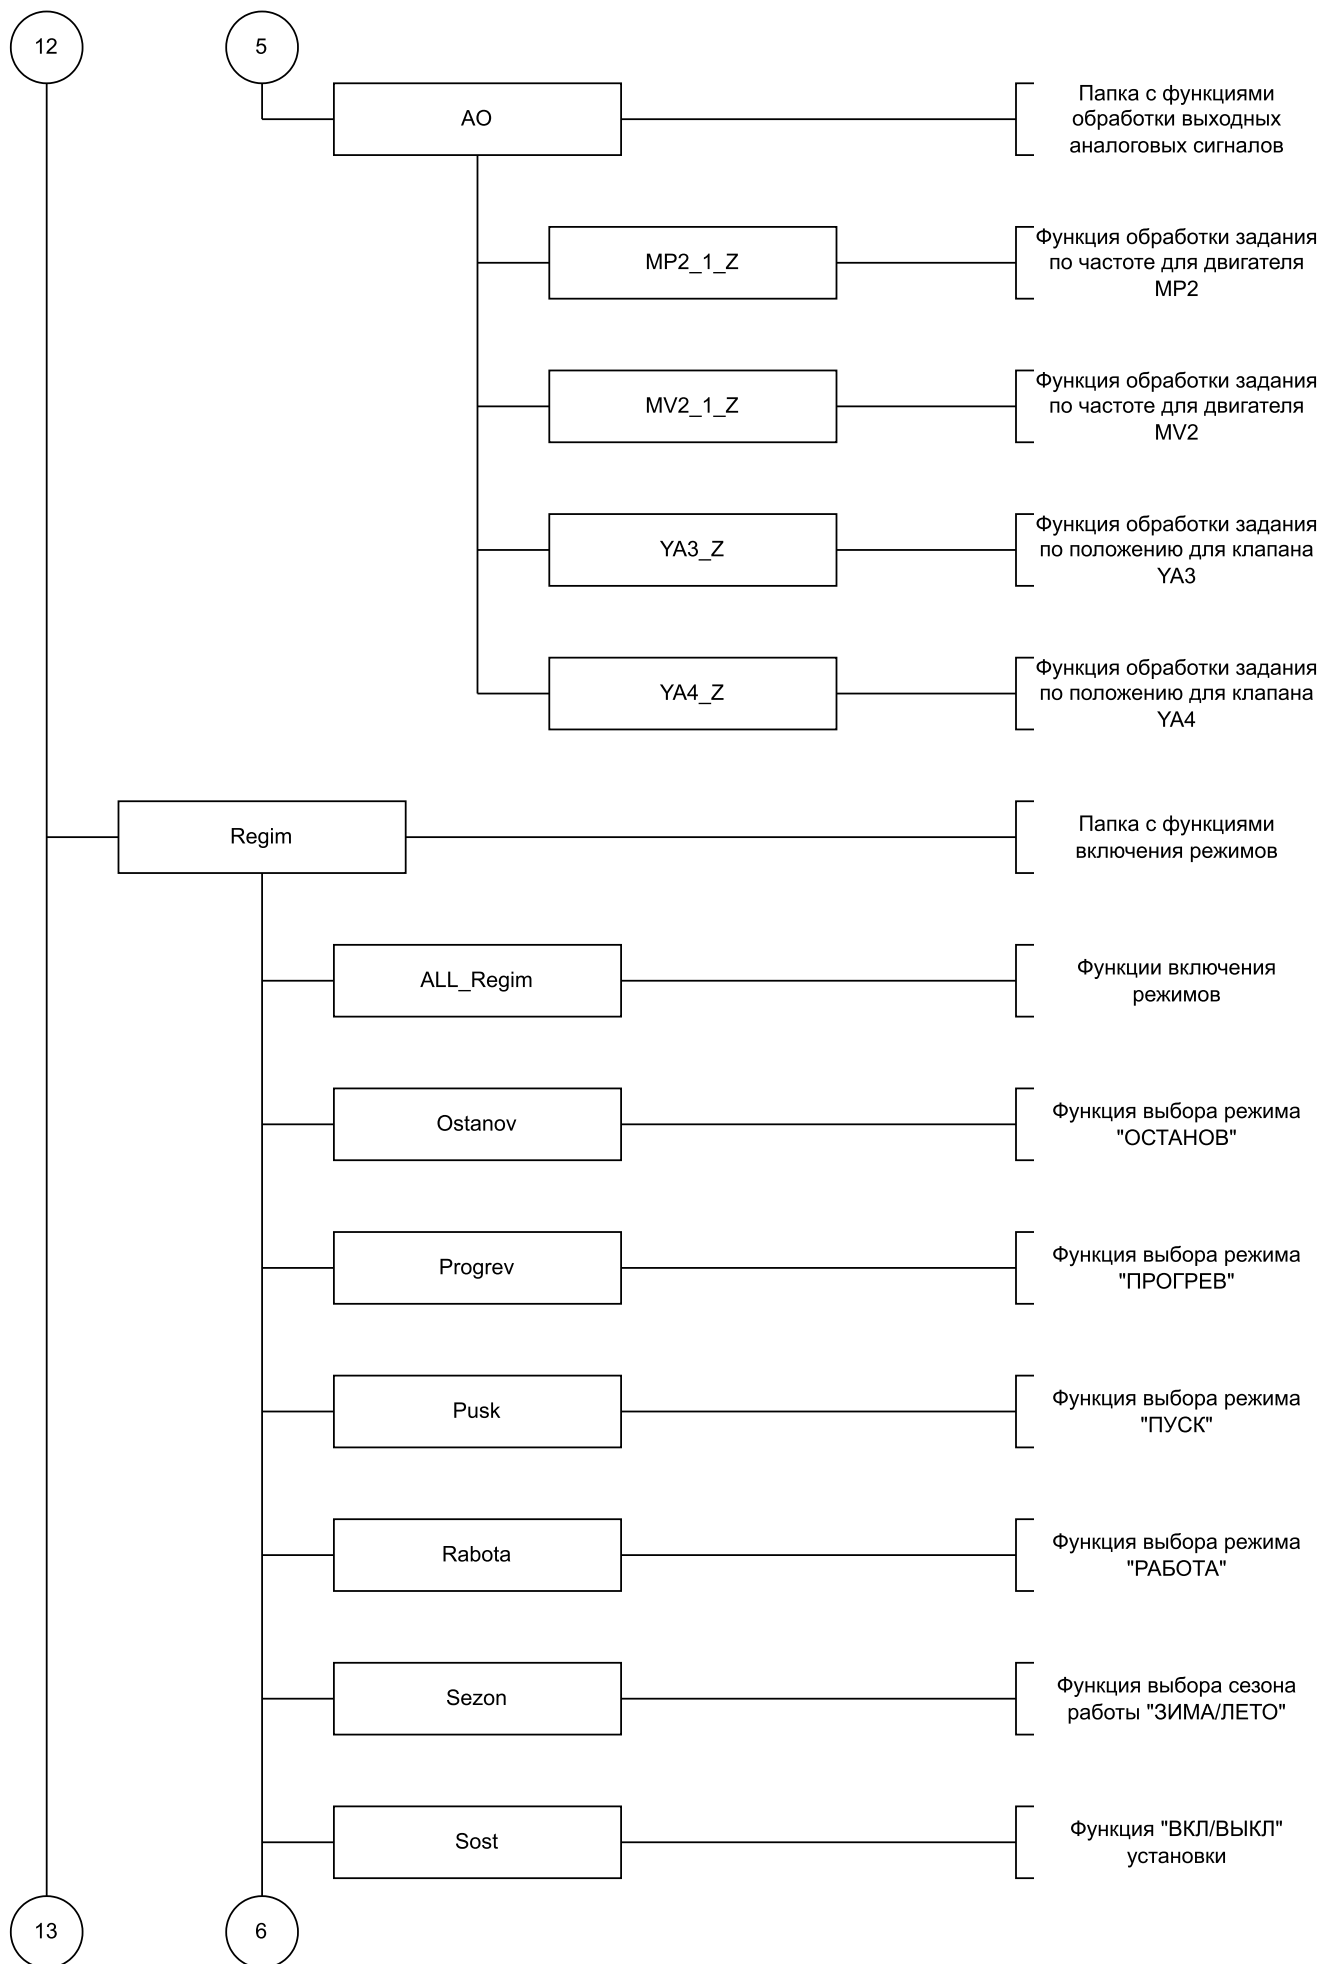 12
5
AO
Папка с функциями
обработки выходных
аналоговых сигналов
MP2_1_Z
Функция обработки задания
по частоте для двигателя
MP2
MV2_1_Z
Функция обработки задания
по частоте для двигателя
MV2
YA3_Z
Функция обработки задания
по положению для клапана
YA3
YA4_Z
Функция обработки задания
по положению для клапана
YA4
Regim
Папка с функциями
включения режимов
ALL_Regim
Функции включения
режимов
Ostanov
Функция выбора режима
"ОСТАНОВ"
Progrev
Функция выбора режима
"ПРОГРЕВ"
Pusk
Функция выбора режима
"ПУСК"
Rabota
Функция выбора режима
"РАБОТА"
Sezon
Функция выбора сезона
работы "ЗИМА/ЛЕТО"
Sost
Функция "ВКЛ/ВЫКЛ"
установки
13
6